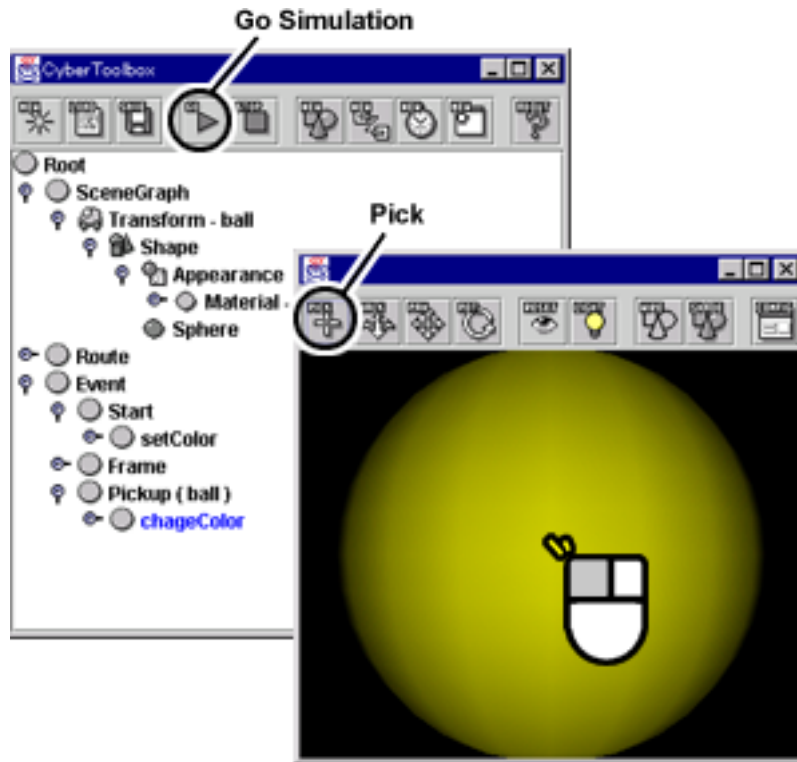 Go Simulation
CyberToolbox
Root
SceneGraph
Transform - ball
Pick
Shape
Appearance
Material -
Sphere
Route
Event
Start
setColor
Frame
Pickup ( ball )
chageColor